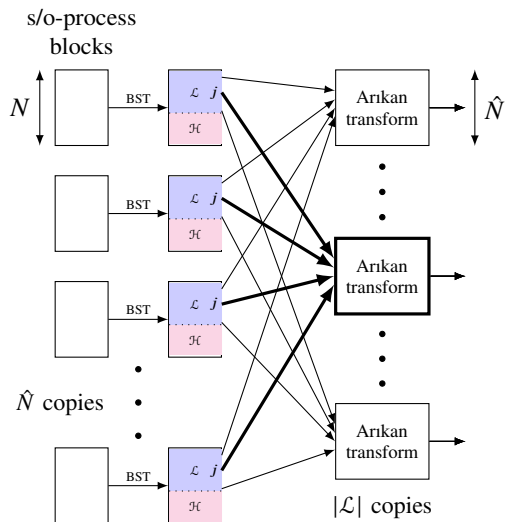 s/o-process
blocks
N
BST
ℒ j
ℋ
Arıkan
transform
N̂
BST
ℒ j
ℋ
Arıkan
transform
BST
ℒ j
ℋ
N̂ copies
BST
ℒ j
ℋ
Arıkan
transform
|ℒ| copies